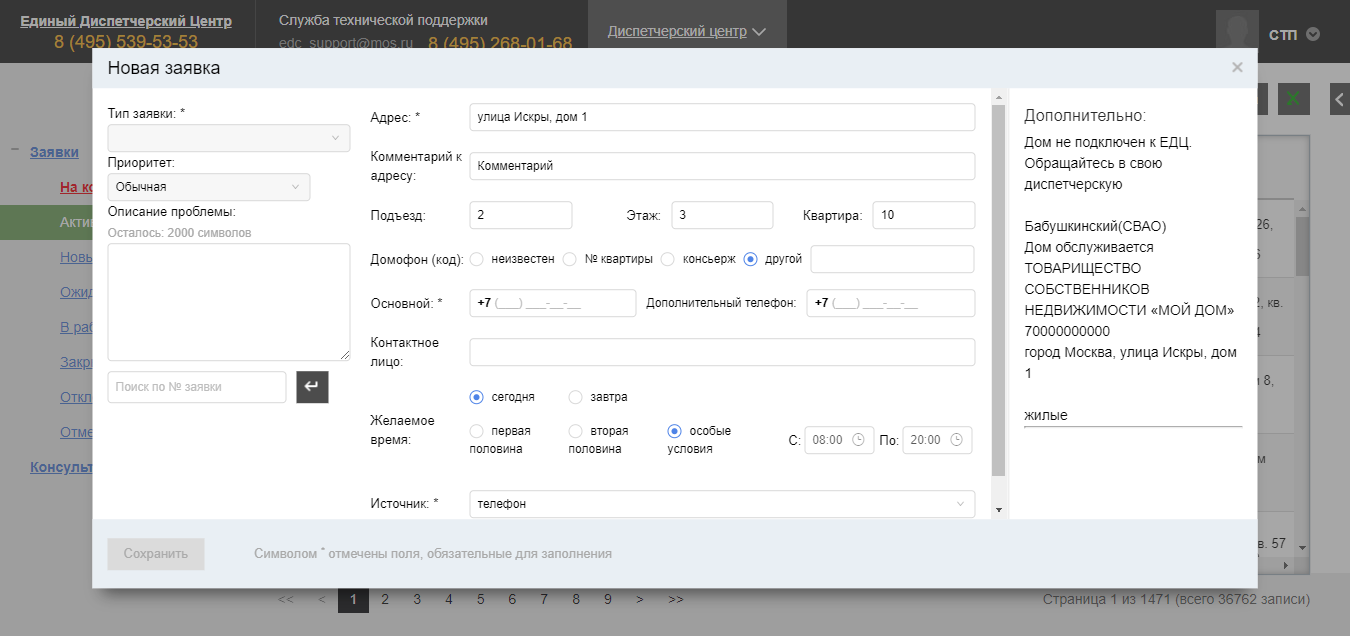 Единый Диспетчерский Центр
8 (495) 539-53-53
Служба технической поддержки
edc_support@mos.ru 8 (495) 268-01-68
Диспетчерский центр
СТП
Новая заявка
×
Заявки
На к
Акти
Новы
Ожид
В раб
Закр
Откл
Отме
Консульт
Тип заявки: *
Приоритет:
Обычная
Описание проблемы:
Осталось: 2000 символов
Поиск по № заявки
Адрес: * улица Искры, дом 1
Комментарий к
адресу:
Комментарий
Подъезд: 2 Этаж: 3 Квартира: 10
Домофон (код): неизвестен № квартиры консьерж другой
Основной: * +7 (___) ___-__-__ Дополнительный телефон: +7 (___) ___-__-__
Контактное
лицо:
сегодня завтра
Желаемое
время:
первая
половина
вторая
половина
особые
условия
С: 08:00 По: 20:00
Источник: * телефон
Дополнительно:
Дом не подключен к ЕДЦ.
Обращайтесь в свою
диспетчерскую
Бабушкинский(СВАО)
Дом обслуживается
ТОВАРИЩЕСТВО
СОБСТВЕННИКОВ
НЕДВИЖИМОСТИ «МОЙ ДОМ»
70000000000
город Москва, улица Искры, дом
1
жилые
26,
, кв.
8,
в. 57
Сохранить
Символом * отмечены поля, обязательные для заполнения
<< < 1 2 3 4 5 6 7 8 9 > >>
Страница 1 из 1471 (всего 36762 записи)